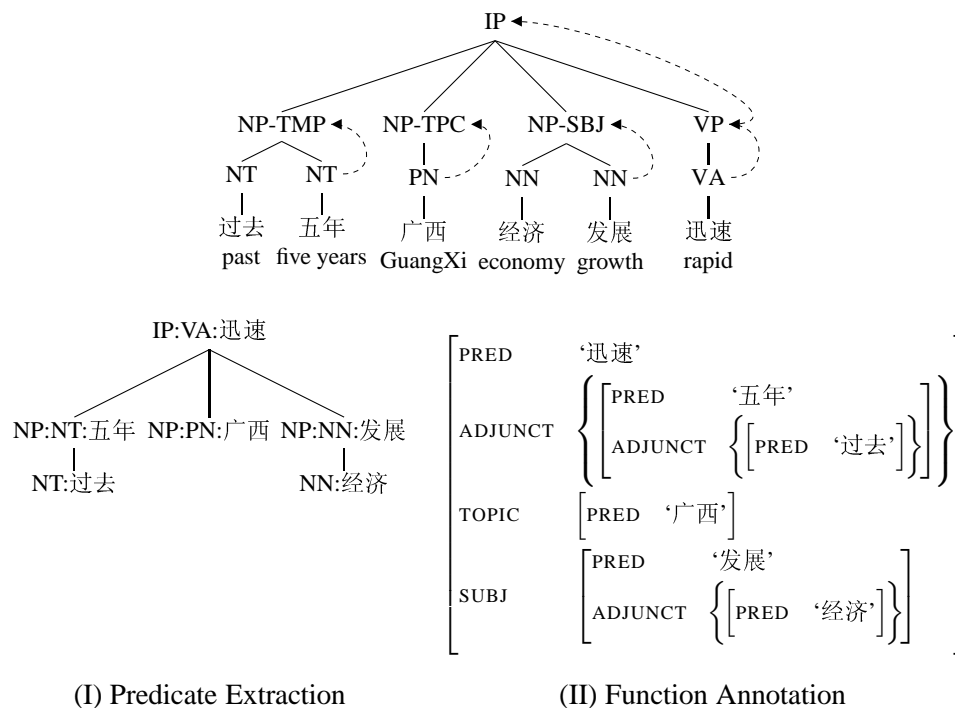 IP
NP-TMP NP-TPC NP-SBJ VP
NT NT PN NN NN VA
过去 五年 广西 经济 发展 迅速
past five years GuangXi economy growth rapid
IP:VA:迅速
NP:NT:五年 NP:PN:广西 NP:NN:发展
NT:过去 NN:经济
PRED ‘迅速’
PRED ‘五年’
ADJUNCT
ADJUNCT PRED ‘过去’
TOPIC PRED ‘广西’
PRED ‘发展’
SUBJ
ADJUNCT PRED ‘经济’
(I) Predicate Extraction (II) Function Annotation